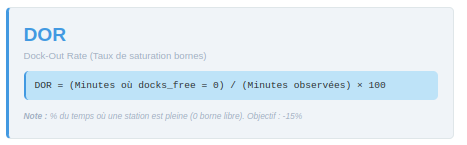 DOR
Dock-Out Rate (Taux de saturation bornes)
DOR = (Minutes où docks_free = 0) / (Minutes observées) × 100
Note : % du temps où une station est pleine (0 borne libre). Objectif : -15%